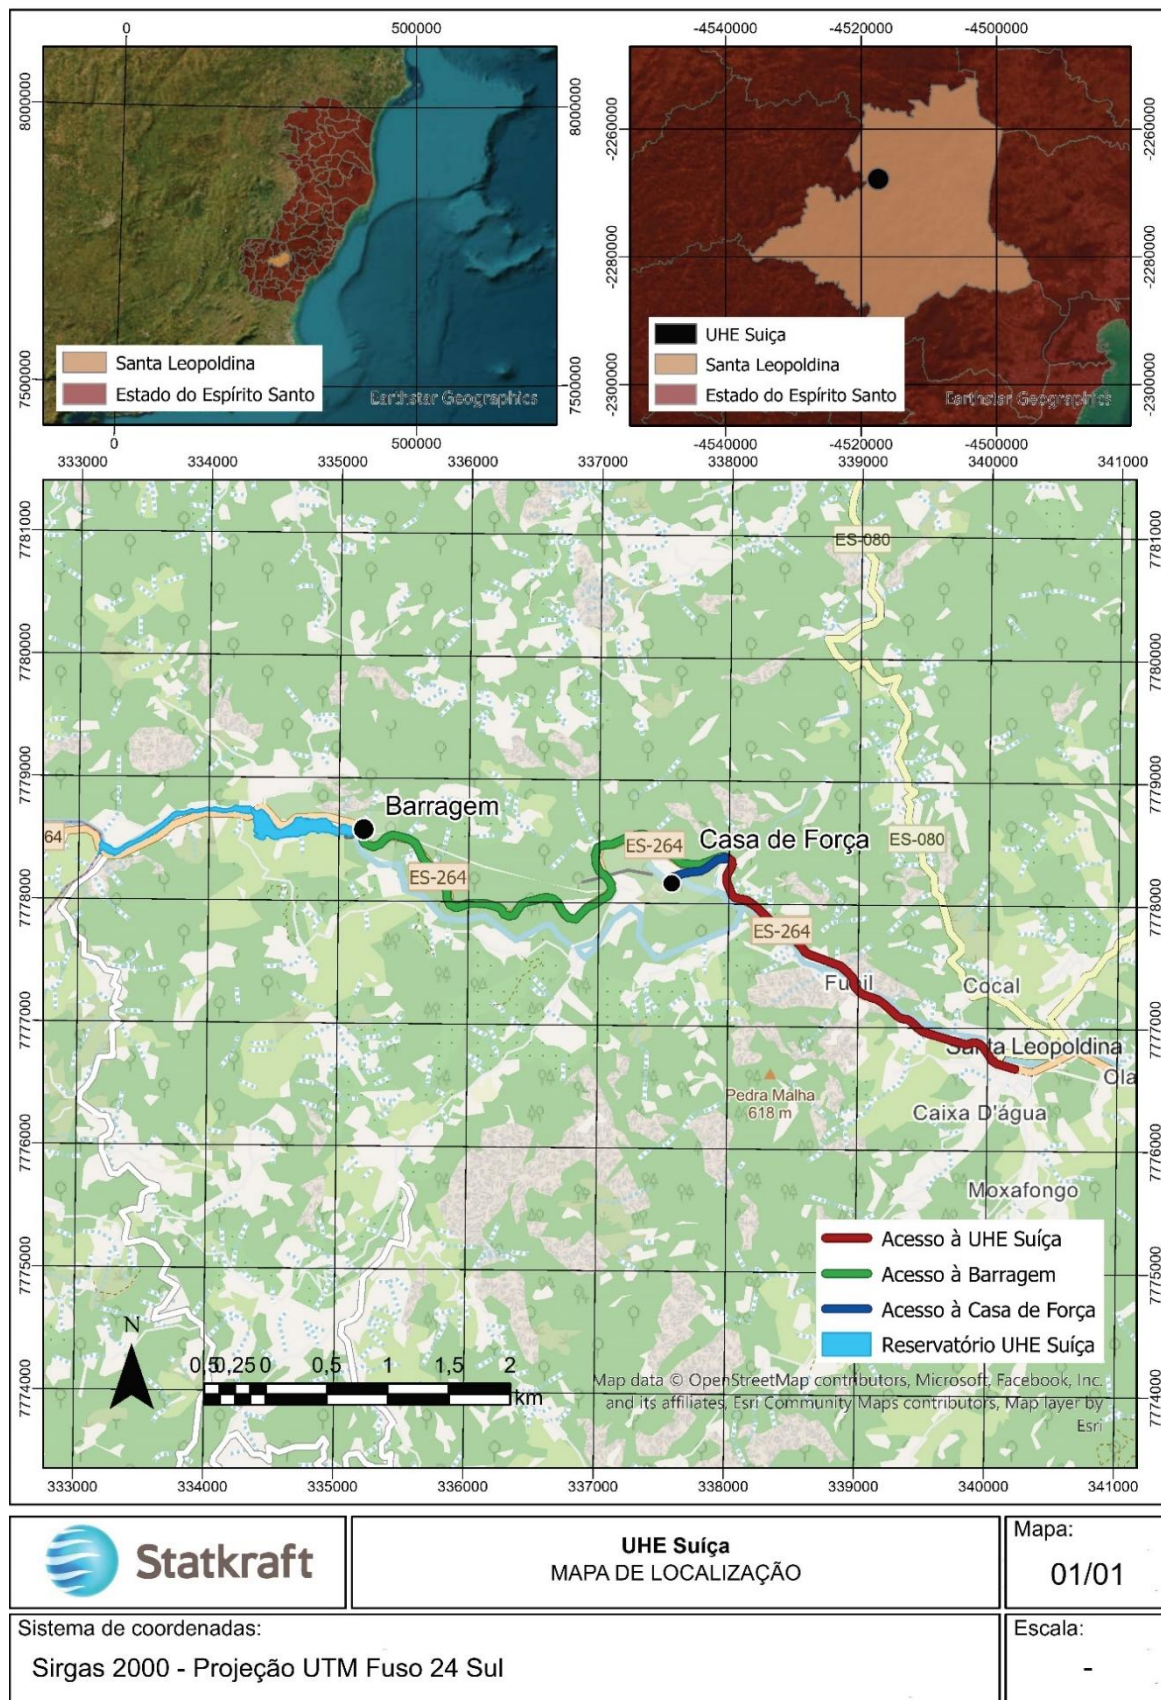 0
500000
8000000
8000000
7500000
7500000
Santa Leopoldina
Estado do Espírito Santo
Earthstar Geographics
0
500000
-4540000
-4520000
-4500000
-2260000
-2260000
-2280000
-2280000
-2300000
-2300000
UHE Suiça
Santa Leopoldina
Estado do Espírito Santo
Earthstar Geographics
-4540000
-4520000
-4500000
333000
334000
335000
336000
337000
338000
339000
340000
341000
7781000
7781000
7780000
7780000
7779000
7779000
7778000
7778000
7777000
7777000
7776000
7776000
7775000
7775000
7774000
7774000
ES-080
64
Barragem
ES-264
ES-264
Casa de Força
ES-080
ES-264
Funil
Cocal
Santa Leopoldina
Ola
Pedra Malha
618 m
Caixa D'água
Moxafongo
Acesso à UHE Suíça
Acesso à Barragem
Acesso à Casa de Força
Reservatório UHE Suíça
N
0,5 0,25 0 0,5 1 1,5 2
km
Map data © OpenStreetMap contributors, Microsoft, Facebook, Inc.
and its affiliates, Esri Community Maps contributors, Map layer by
Esri
333000
334000
335000
336000
337000
338000
339000
340000
341000
Statkraft
UHE Suíça
MAPA DE LOCALIZAÇÃO
Mapa:
01/01
Sistema de coordenadas:
Sirgas 2000 - Projeção UTM Fuso 24 Sul
Escala:
-